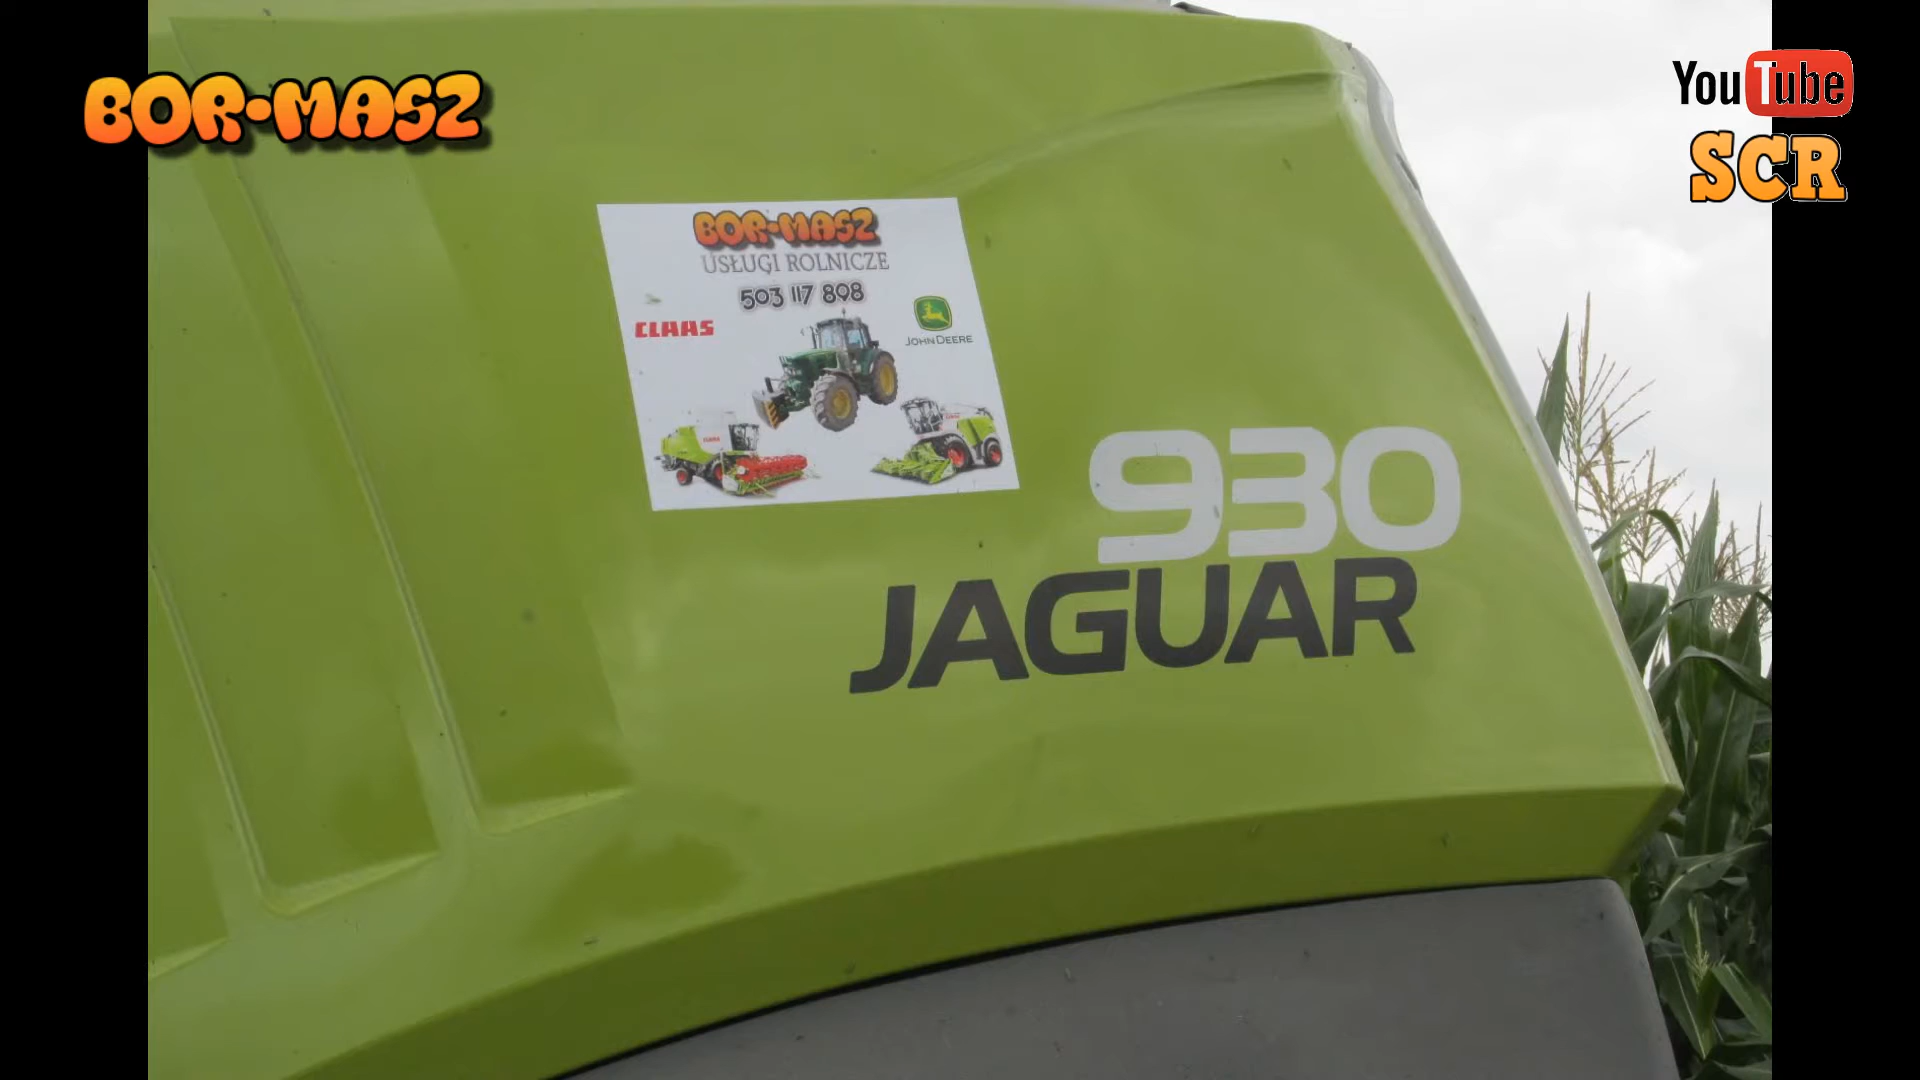 BOR-MASZ
YouTube
SCR
BOR-MASZ
USŁUGI ROLNICZE
503 117 898
CLAAS
JOHN DEERE
930
JAGUAR